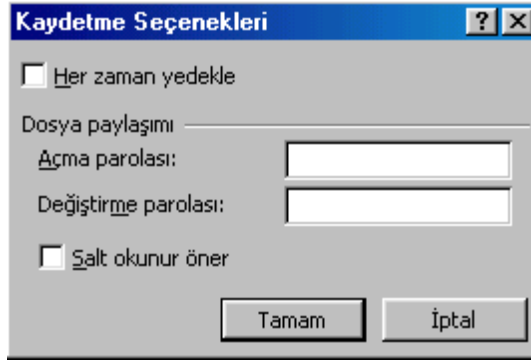 Kaydetme Seçenekleri
Her zaman yedekle
Dosya paylaşımı
Açma parolası:
Değiştirme parolası:
Salt okunur öner
Tamam İptal